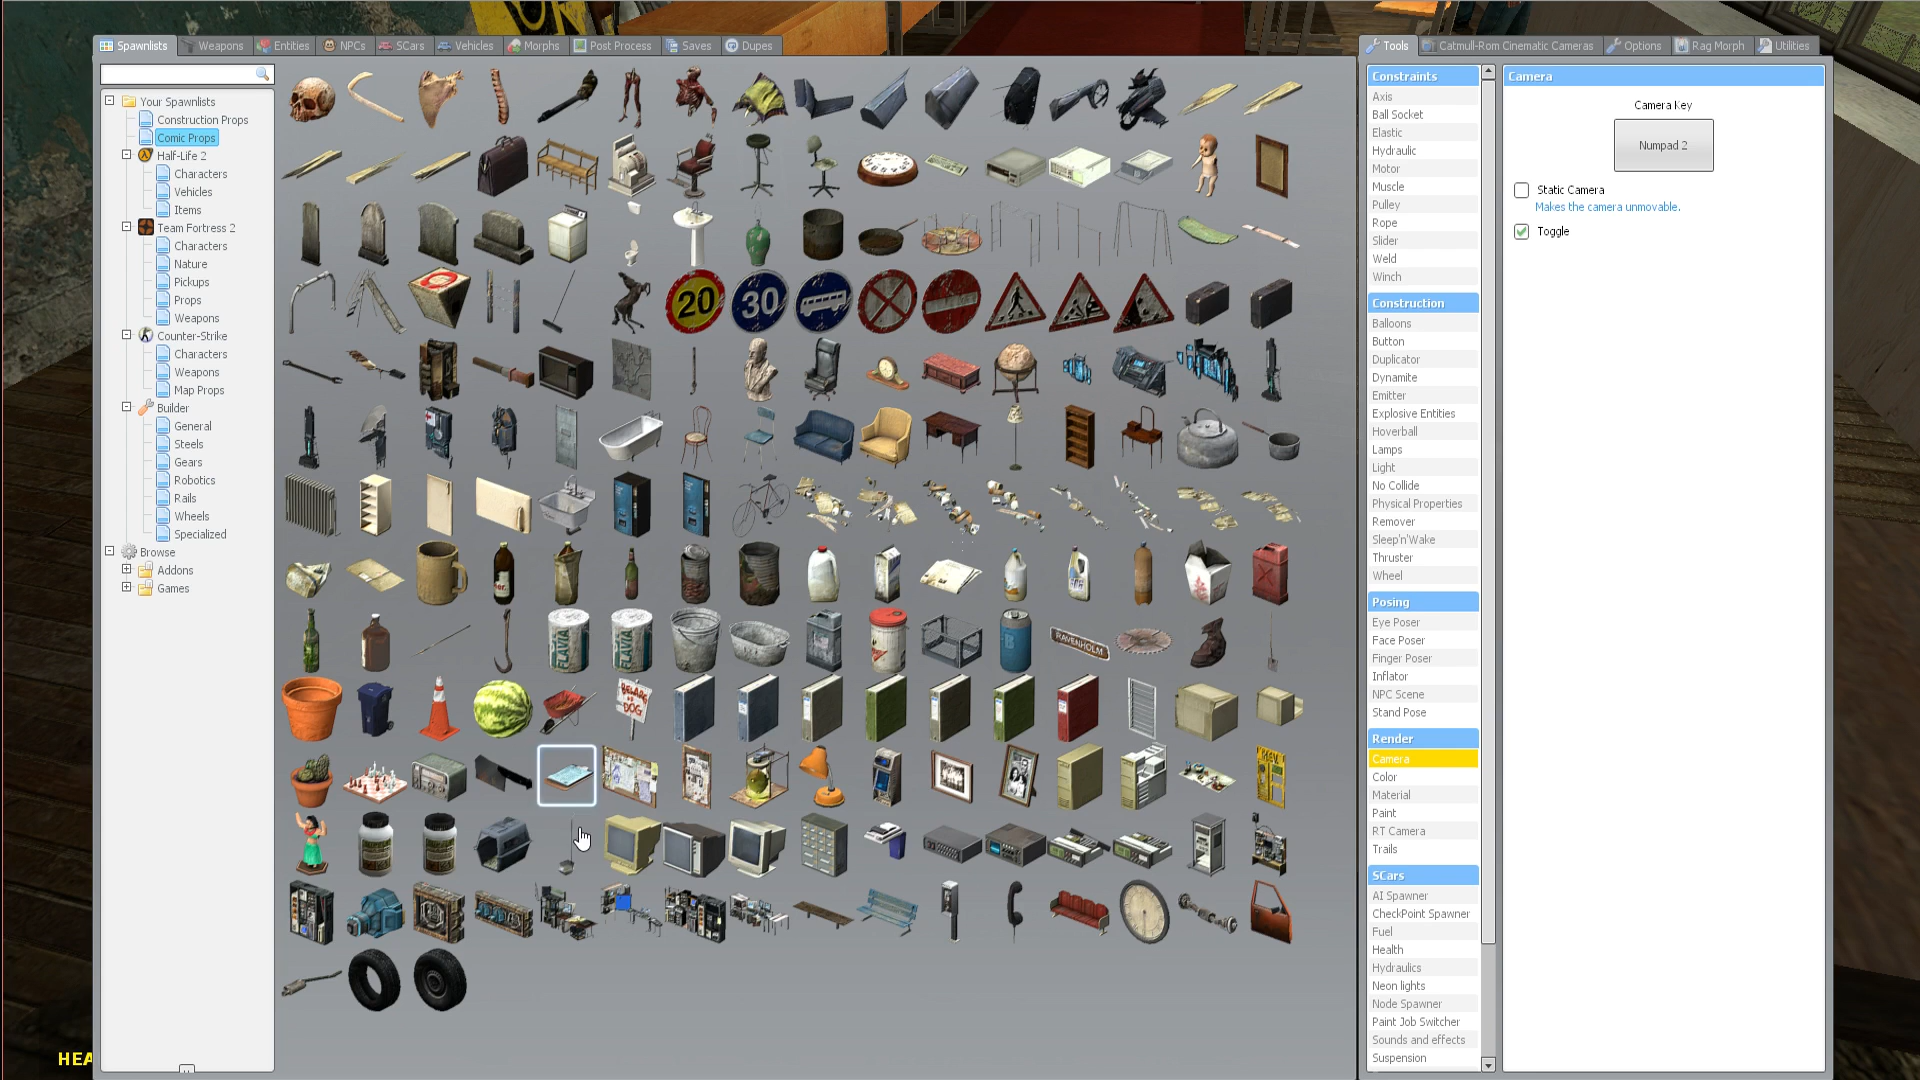 Spawnlists
Weapons
Entities
NPCs
SCars
Vehicles
Morphs
Post Process
Saves
Dupes
Tools
Catmull-Rom Cinematic Cameras
Options
Rag Morph
Utilities
Your Spawnlists
Construction Props
Comic Props
Half-Life 2
Characters
Vehicles
Items
Team Fortress 2
Characters
Nature
Pickups
Props
Weapons
Counter-Strike
Characters
Weapons
Map Props
Builder
General
Steels
Gears
Robotics
Rails
Wheels
Specialized
Browse
Addons
Games
20
30
RAVENHOLM
BEWARE
OF
DOG
Constraints
Axis
Ball Socket
Elastic
Hydraulic
Motor
Muscle
Pulley
Rope
Slider
Weld
Winch
Construction
Balloons
Button
Duplicator
Dynamite
Emitter
Explosive Entities
Hoverball
Lamps
Light
No Collide
Physical Properties
Remover
Sleep'n'Wake
Thruster
Wheel
Posing
Eye Poser
Face Poser
Finger Poser
Inflator
NPC Scene
Stand Pose
Render
Camera
Color
Material
Paint
RT Camera
Trails
SCars
AI Spawner
CheckPoint Spawner
Fuel
Health
Hydraulics
Neon lights
Node Spawner
Paint Job Switcher
Sounds and effects
Suspension
Camera
Camera Key
Numpad 2
Static Camera
Makes the camera unmovable.
Toggle
HEA